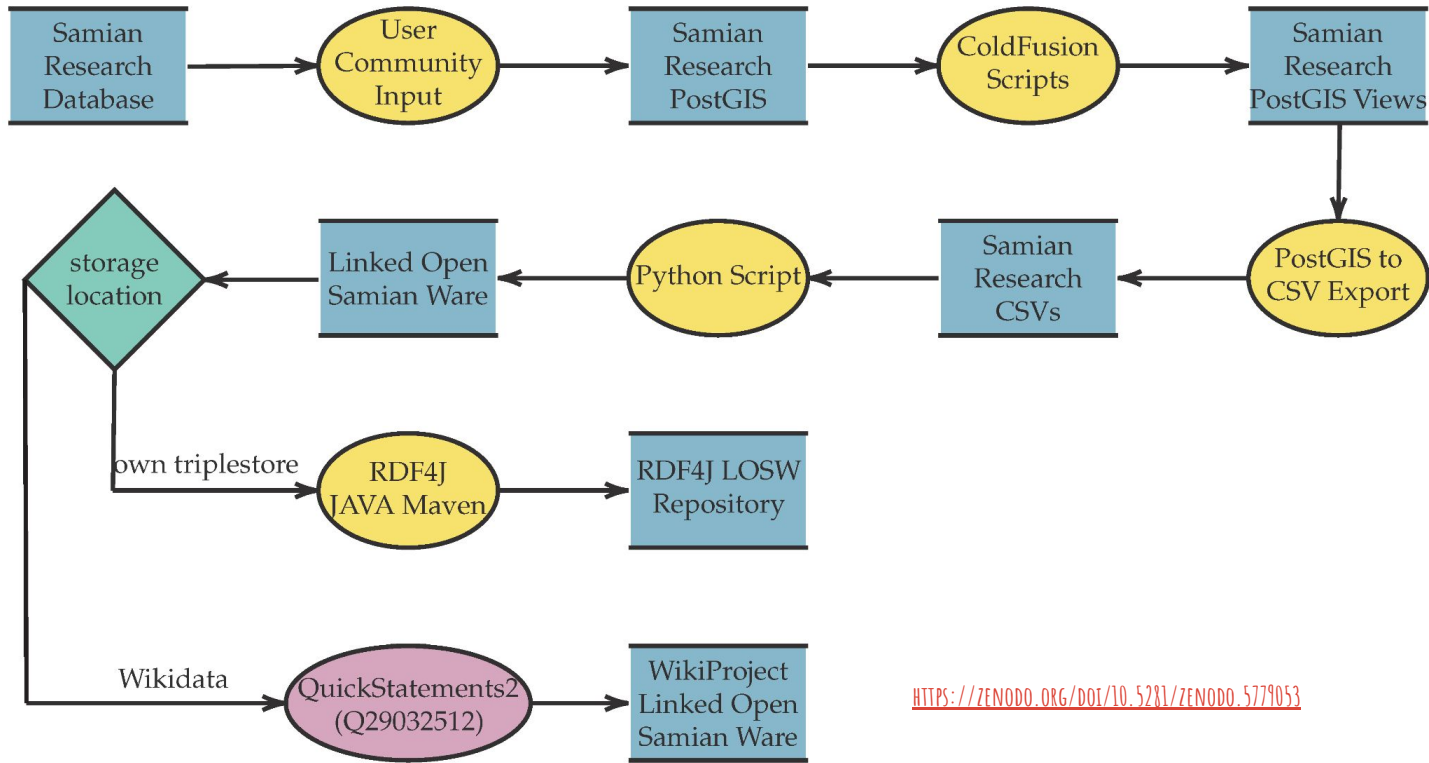 Samian
Research
Database
User
Community
Input
Samian
Research
PostGIS
ColdFusion
Scripts
Samian
Research
PostGIS Views
storage
location
Linked Open
Samian Ware
Python Script
Samian
Research
CSVs
PostGIS to
CSV Export
own triplestore
RDF4J
JAVA Maven
RDF4J LOSW
Repository
Wikidata
QuickStatements2
(Q29032512)
WikiProject
Linked Open
Samian Ware
HTTPS://ZENODO.ORG/DOI/10.5281/ZENODO.5779053